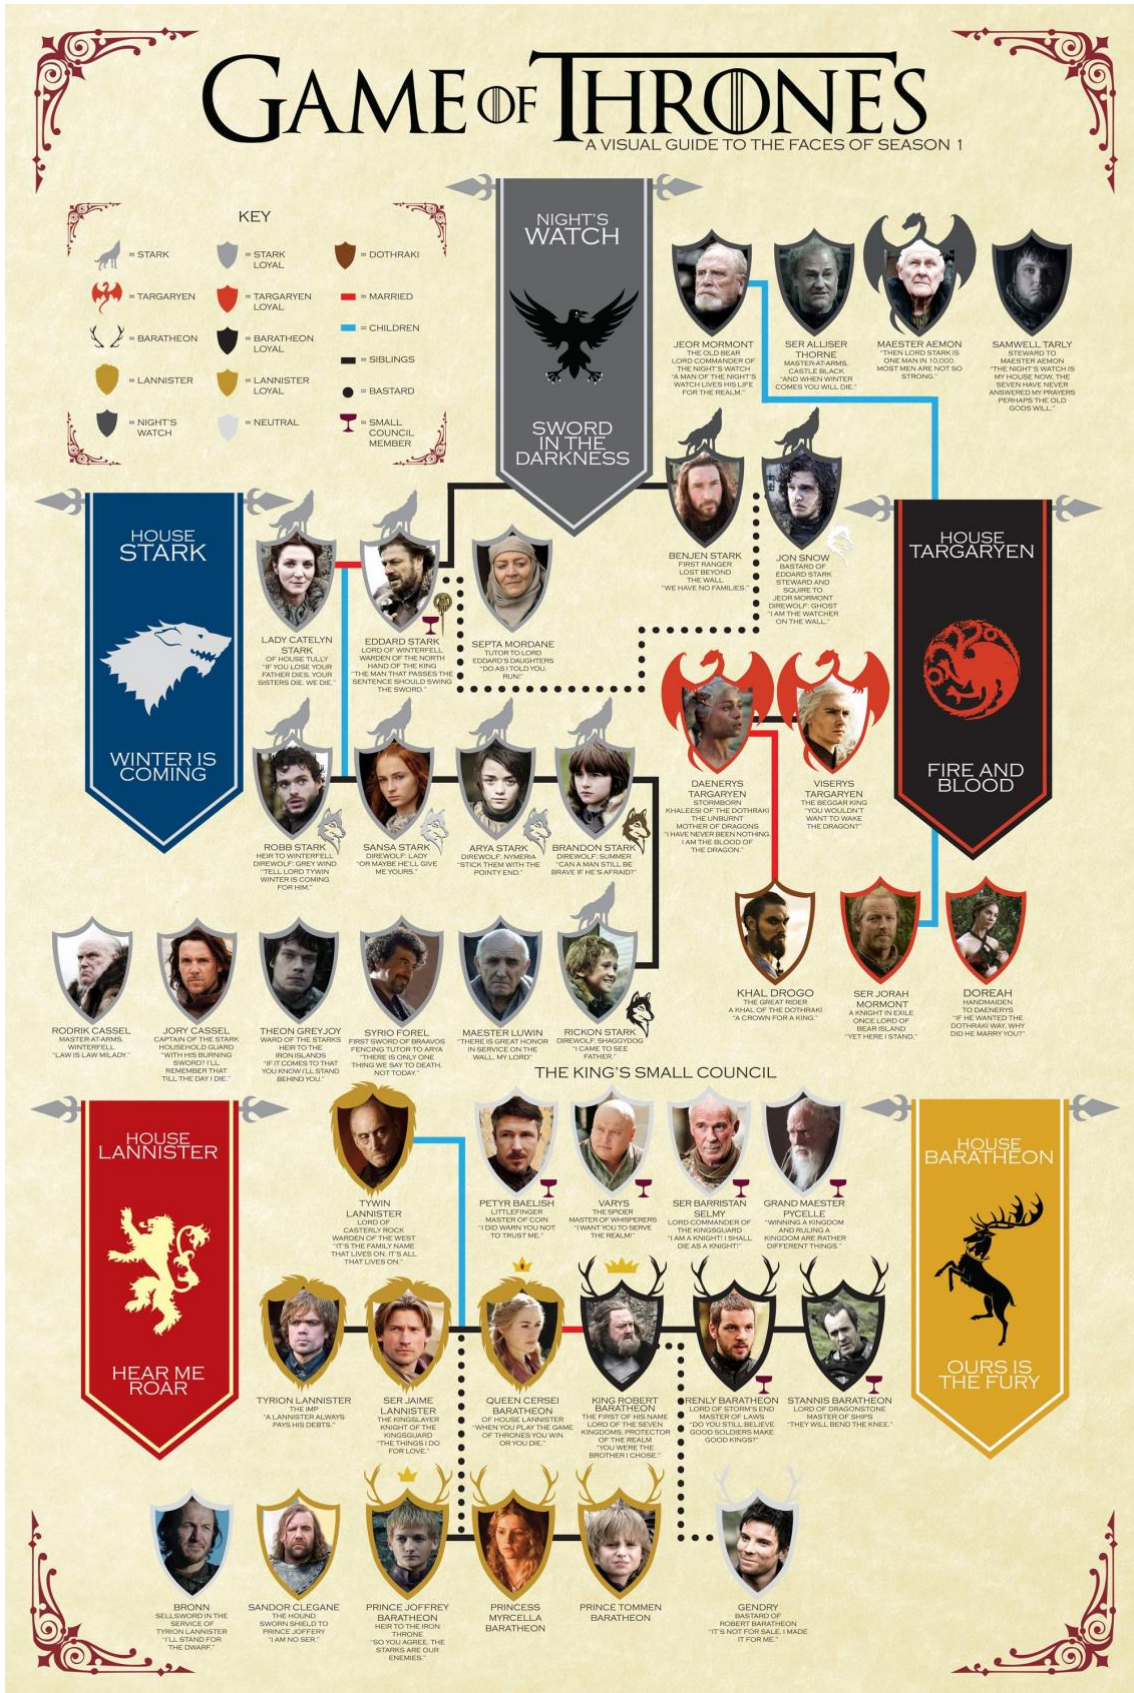 GAME OF THRONES
A VISUAL GUIDE TO THE FACES OF SEASON 1
KEY
= STARK
= STARK
LOYAL
= DOTHRAKI
= TARGARYEN
= TARGARYEN
LOYAL
= MARRIED
= BARATHEON
= BARATHEON
LOYAL
= CHILDREN
= SIBLINGS
= LANNISTER
= LANNISTER
LOYAL
= BASTARD
= NIGHT'S
WATCH
= NEUTRAL
= SMALL
COUNCIL
MEMBER
NIGHT'S
WATCH
SWORD
IN THE
DARKNESS
JEOR MORMONT
THE OLD BEAR
LORD COMMANDER OF
THE NIGHT'S WATCH
"A MAN OF THE NIGHT'S
WATCH LIVES HIS LIFE
FOR THE REALM."
SER ALLISER
THORNE
MASTER-AT-ARMS,
CASTLE BLACK
"AND WHEN WINTER
COMES YOU WILL DIE."
MAESTER AEMON
"THEN LORD STARK IS
ONE MAN IN 10,000.
MOST MEN ARE NOT SO
STRONG."
SAMWELL TARLY
STEWARD TO
MAESTER AEMON
"THE NIGHT'S WATCH IS
MY HOUSE NOW. THE
SEVEN HAVE NEVER
ANSWERED MY PRAYERS
PERHAPS THE OLD
GODS WILL."
BENJEN STARK
FIRST RANGER
LOST BEYOND
THE WALL
"WE HAVE NO FAMILIES."
JON SNOW
BASTARD OF
EDDARD STARK
STEWARD AND
SQUIRE TO
JEOR MORMONT
DIREWOLF: GHOST
"I AM THE WATCHER
ON THE WALL."
HOUSE
STARK
WINTER IS
COMING
LADY CATELYN
STARK
OF HOUSE TULLY
"IF YOU LOSE YOUR
FATHER DIES, YOUR
SISTERS DIE, WE DIE."
EDDARD STARK
LORD OF WINTERFELL
WARDEN OF THE NORTH
HAND OF THE KING
"THE MAN THAT PASSES THE
SENTENCE SHOULD SWING
THE SWORD."
SEPTA MORDANE
TUTOR TO LORD
EDDARD'S DAUGHTERS
"DO AS I TOLD YOU.
RUN!"
HOUSE
TARGARYEN
FIRE AND
BLOOD
DAENERYS
TARGARYEN
STORMBORN
KHALEESI OF THE DOTHRAKI
THE UNBURNT
MOTHER OF DRAGONS
"I HAVE NEVER BEEN NOTHING.
I AM THE BLOOD OF
THE DRAGON."
VISERYS
TARGARYEN
THE BEGGAR KING
"YOU WOULDN'T
WANT TO WAKE
THE DRAGON?"
ROBB STARK
HEIR TO WINTERFELL
DIREWOLF: GREY WIND
"TELL LORD TYWIN
WINTER IS COMING
FOR HIM."
SANSA STARK
DIREWOLF: LADY
"OR MAYBE HE'LL GIVE
ME YOURS."
ARYA STARK
DIREWOLF: NYMERIA
"STICK THEM WITH THE
POINTY END."
BRANDON STARK
DIREWOLF: SUMMER
"CAN A MAN STILL BE
BRAVE IF HE'S AFRAID?"
KHAL DROGO
THE GREAT RIDER
A KHAL OF THE DOTHRAKI
"A CROWN FOR A KING."
SER JORAH
MORMONT
A KNIGHT IN EXILE
ONCE LORD OF
BEAR ISLAND
"YET HERE I STAND."
DOREAH
HANDMAIDEN
TO DAENERYS
"IF HE WANTED THE
DOTHRAKI WAY, WHY
DID HE MARRY YOU?"
RODRIK CASSEL
MASTER-AT-ARMS,
WINTERFELL
"LAW IS LAW MILADY."
JORY CASSEL
CAPTAIN OF THE STARK
HOUSEHOLD GUARD
"WITH HIS BURNING
SWORD? I'LL
REMEMBER THAT
TILL THE DAY I DIE."
THEON GREYJOY
WARD OF THE STARKS
HEIR TO THE
IRON ISLANDS
"IF IT COMES TO THAT
YOU KNOW I'LL STAND
BEHIND YOU."
SYRIO FOREL
FIRST SWORD OF BRAAVOS
FENCING TUTOR TO ARYA
"THERE IS ONLY ONE
THING WE SAY TO DEATH.
NOT TODAY."
MAESTER LUWIN
"THERE IS GREAT HONOR
IN SERVICE ON THE
WALL, MY LORD"
RICKON STARK
DIREWOLF: SHAGGYDOG
"I CAME TO SEE
FATHER."
THE KING'S SMALL COUNCIL
HOUSE
LANNISTER
HEAR ME
ROAR
TYWIN
LANNISTER
LORD OF
CASTERLY ROCK
WARDEN OF THE WEST
"IT'S THE FAMILY NAME
THAT LIVES ON. IT'S ALL
THAT LIVES ON."
PETYR BAELISH
LITTLEFINGER
MASTER OF COIN
"I DID WARN YOU NOT
TO TRUST ME."
VARYS
THE SPIDER
MASTER OF WHISPERERS
"I WANT YOU TO SERVE
THE REALM!"
SER BARRISTAN
SELMY
LORD COMMANDER OF
THE KINGSGUARD
"I AM A KNIGHT! I SHALL
DIE AS A KNIGHT!"
GRAND MAESTER
PYCELLE
"WINNING A KINGDOM
AND RULING A
KINGDOM ARE RATHER
DIFFERENT THINGS."
HOUSE
BARATHEON
OURS IS
THE FURY
TYRION LANNISTER
THE IMP
"A LANNISTER ALWAYS
PAYS HIS DEBTS."
SER JAIME
LANNISTER
THE KINGSLAYER
KNIGHT OF THE
KINGSGUARD
"THE THINGS I DO
FOR LOVE."
QUEEN CERSEI
BARATHEON
OF HOUSE LANNISTER
"WHEN YOU PLAY THE GAME
OF THRONES YOU WIN,
OR YOU DIE."
KING ROBERT
BARATHEON
THE FIRST OF HIS NAME
LORD OF THE SEVEN
KINGDOMS, PROTECTOR
OF THE REALM
"YOU WERE THE
BROTHER I CHOSE."
RENLY BARATHEON
LORD OF STORM'S END
MASTER OF LAWS
"DO YOU STILL BELIEVE
GOOD SOLDIERS MAKE
GOOD KINGS?"
STANNIS BARATHEON
LORD OF DRAGONSTONE
MASTER OF SHIPS
"THEY WILL BEND THE KNEE."
BRONN
SELLSWORD IN THE
SERVICE OF
TYRION LANNISTER
"I'LL STAND FOR
THE DWARF."
SANDOR CLEGANE
THE HOUND
SWORN SHIELD TO
PRINCE JOFFERY
"I AM NO SER."
PRINCE JOFFREY
BARATHEON
HEIR TO THE IRON
THRONE
"SO YOU AGREE, THE
STARKS ARE OUR
ENEMIES."
PRINCESS
MYRCELLA
BARATHEON
PRINCE TOMMEN
BARATHEON
GENDRY
BASTARD OF
ROBERT BARATHEON
"IT'S NOT FOR SALE, I MADE
IT FOR ME."